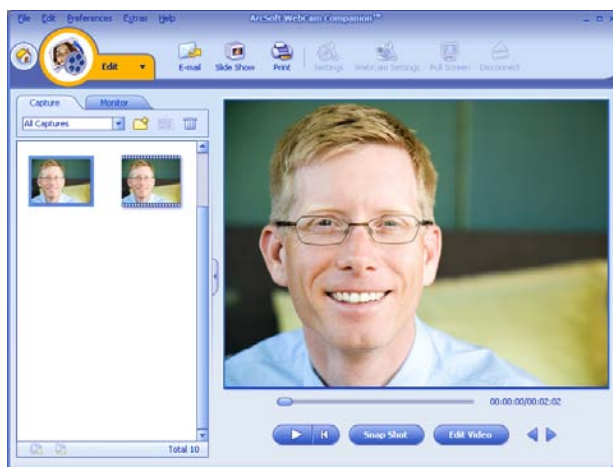 File Edit Preferences Extras Help ArcSoft WebCam Companion™
Edit E-mail Slide Show Print Settings WebCam Settings Full Screen Disconnect
Capture Monitor
All Captures
00:00:00/00:02:02
Snap Shot Edit Video
Total 10